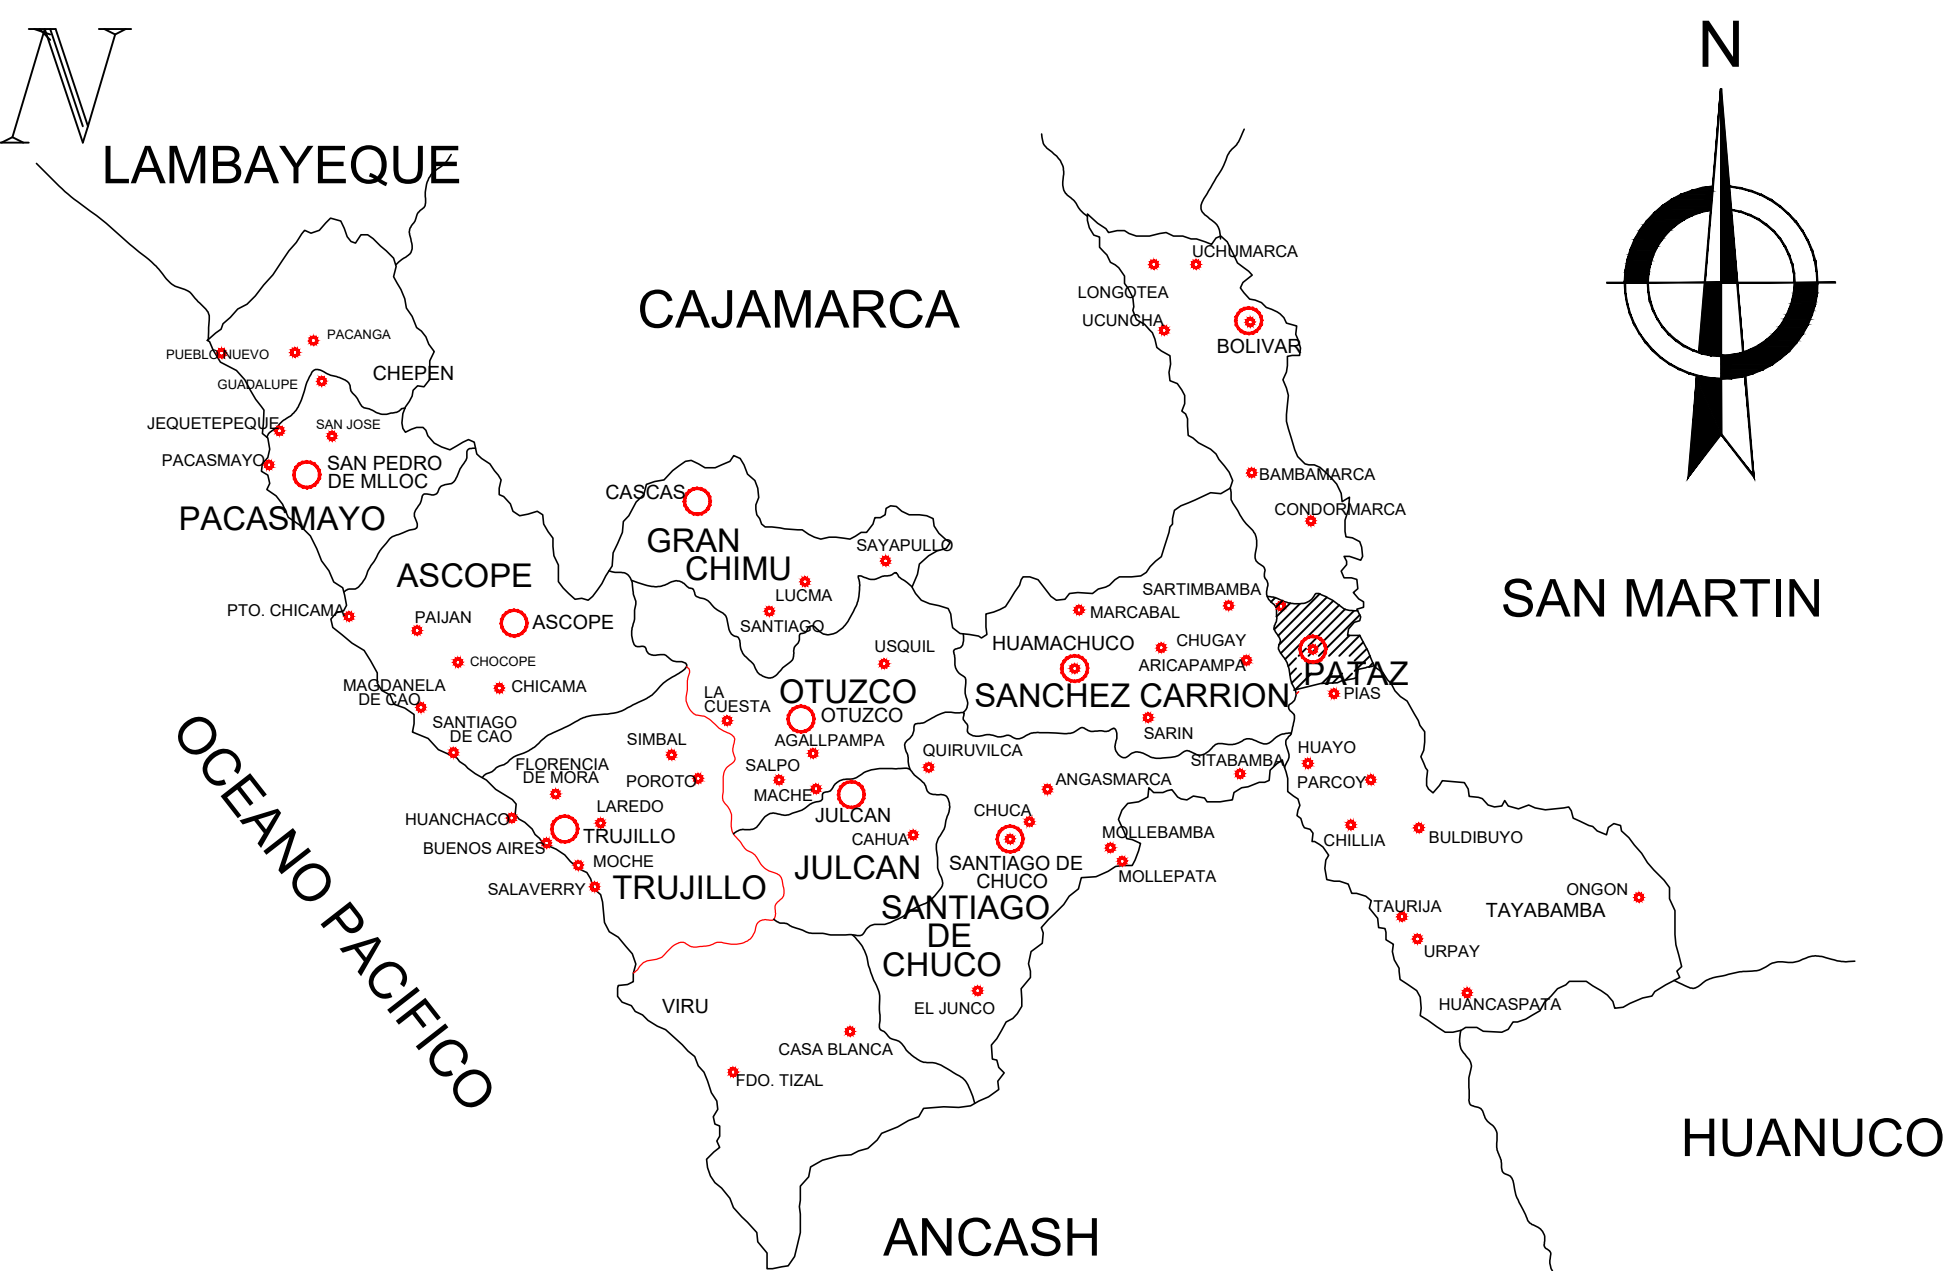 N
N
LAMBAYEQUE
UCHUMARCA
LONGOTEA
CAJAMARCA
UCUNCHA
BOLIVAR
PACANGA
PUEBLO NUEVO
CHEPEN
GUADALUPE
JEQUETEPEQUE
SAN JOSE
PACASMAYO
SAN PEDRO
DE MLLOC
BAMBAMARCA
CASCAS
CONDORMARCA
PACASMAYO
GRAN
CHIMU
SAYAPULLO
ASCOPE
SARTIMBAMBA
SAN MARTIN
LUCMA
PTO. CHICAMA
PAIJAN
ASCOPE
SANTIAGO
MARCABAL
HUAMACHUCO
CHUGAY
USQUIL
CHOCOPE
ARICAPAMPA
PATAZ
MAGDANELA
DE CAO
CHICAMA
LA
CUESTA
OTUZCO
OTUZCO
SANCHEZ CARRION
PIAS
SANTIAGO
DE CAO
SIMBAL
AGALLPAMPA
QUIRUVILCA
SARIN
HUAYO
FLORENCIA
DE MORA
POROTO
SALPO
MACHE
ANGASMARCA
SITABAMBA
PARCOY
OCEANO PACIFICO
HUANCHACO
LAREDO
TRUJILLO
JULCAN
CAHUA
CHUCA
MOLLEBAMBA
CHILLIA
BULDIBUYO
BUENOS AIRES
MOCHE
SALAVERRY
TRUJILLO
JULCAN
SANTIAGO DE
CHUCO
MOLLEPATA
SANTIAGO
DE
CHUCO
TAURIJA
ONGON
TAYABAMBA
URPAY
VIRU
EL JUNCO
HUANCASPATA
CASA BLANCA
FDO. TIZAL
HUANUCO
ANCASH